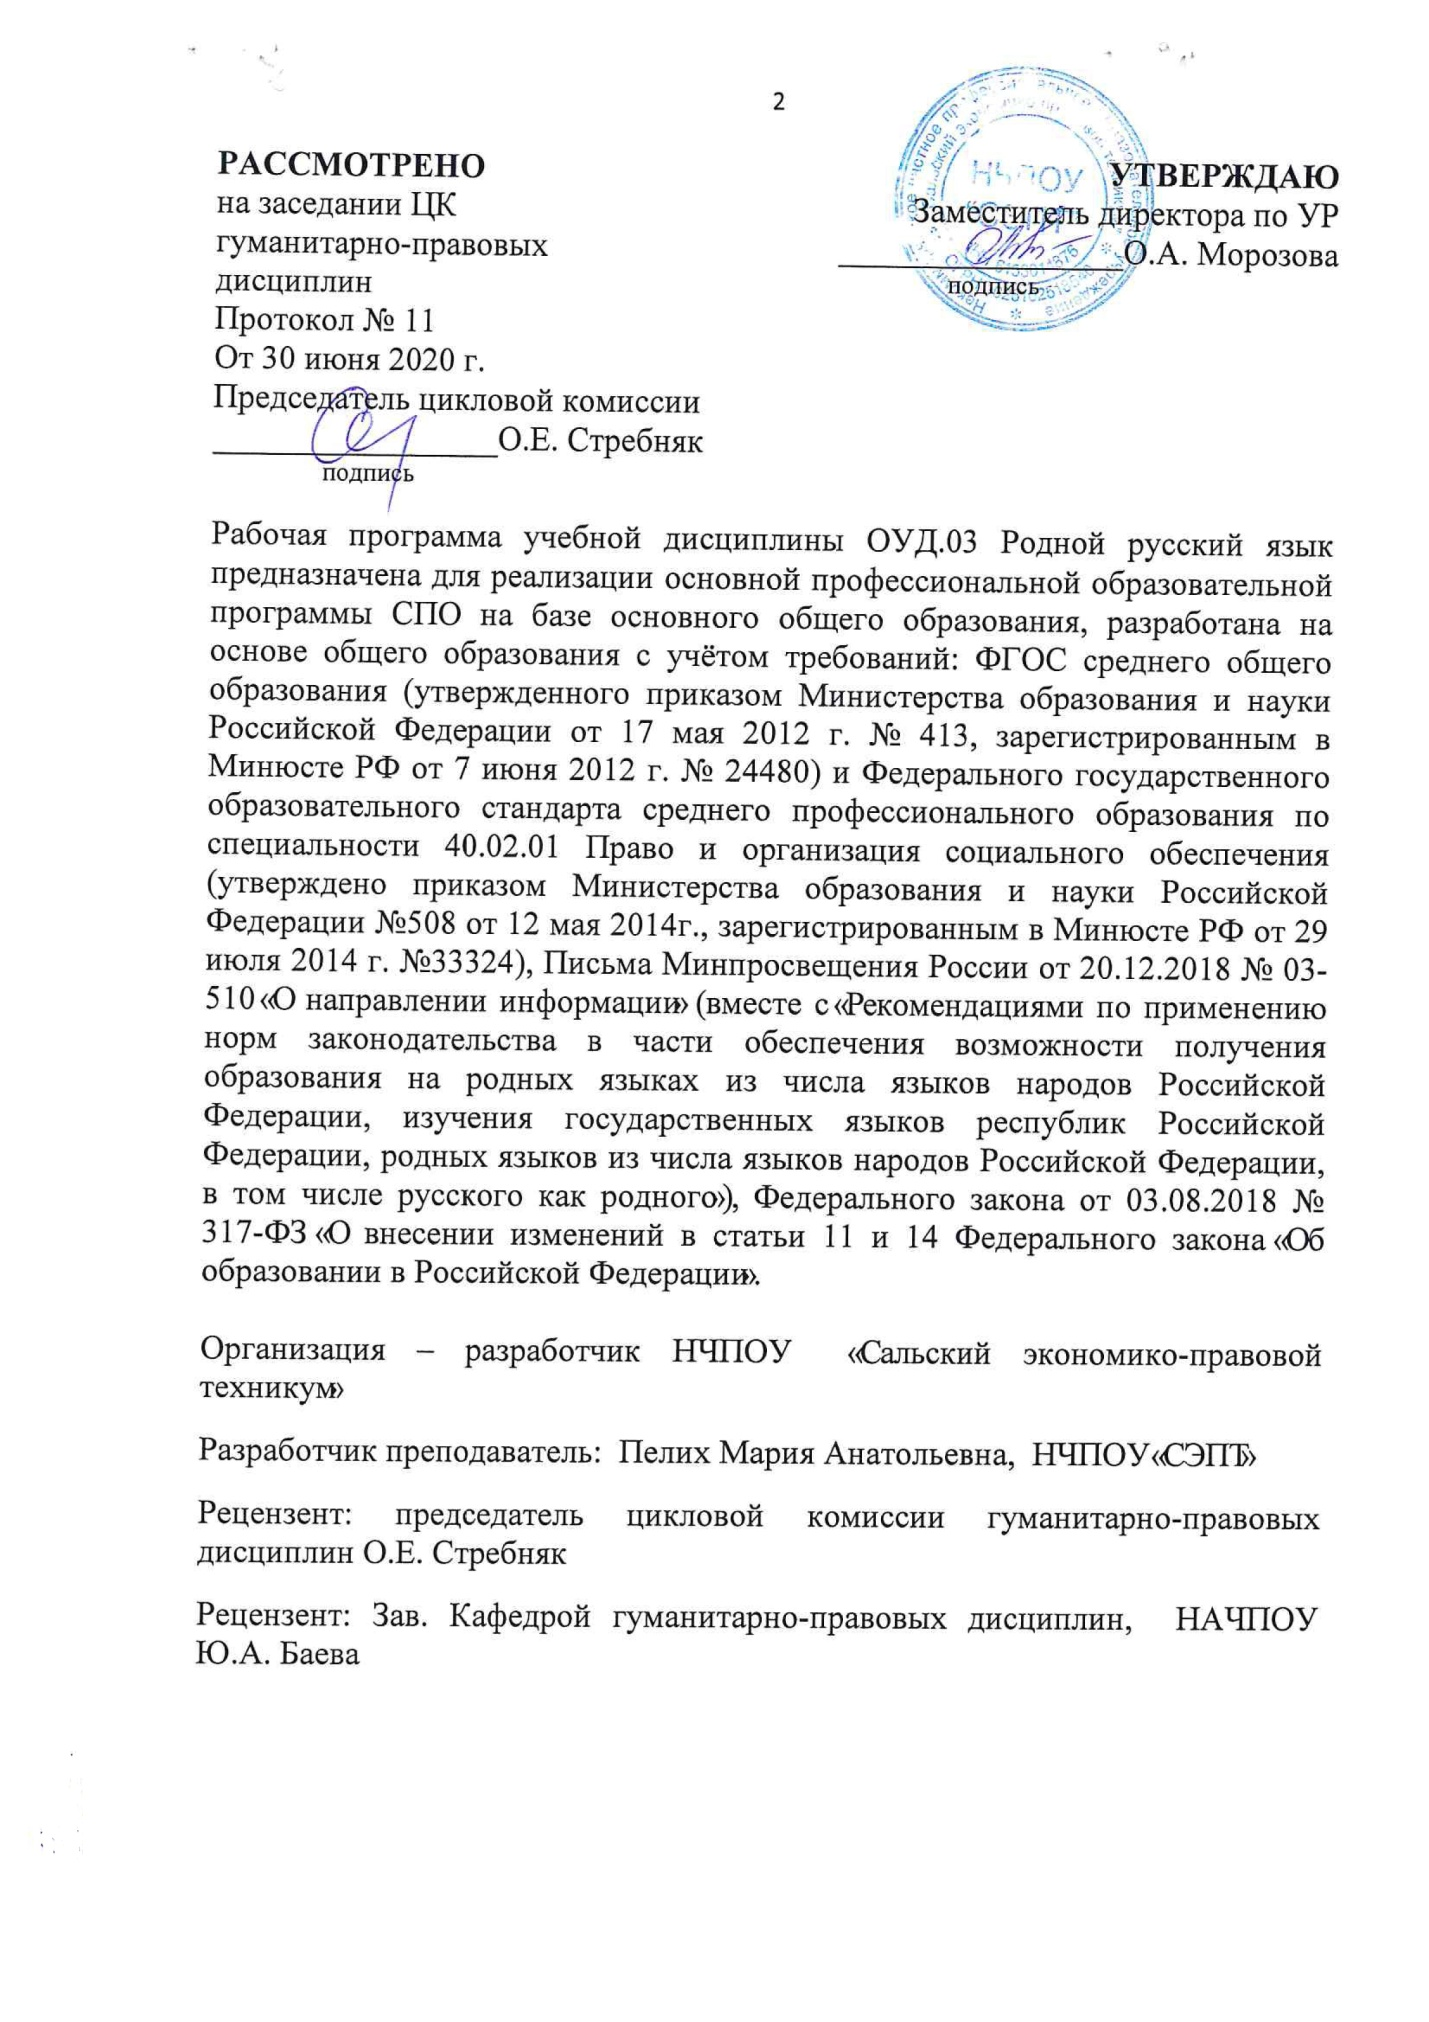 2
РАССМОТРЕНО
на заседании ЦК
гуманитарно-правовых
дисциплин
Протокол № 11
От 30 июня 2020 г.
Председатель цикловой комиссии
_________________О.Е. Стребняк
подпись
УТВЕРЖДАЮ
Заместитель директора по УР
_________________О.А. Морозова
подпись
НЧПОУ
Рабочая программа учебной дисциплины ОУД.03 Родной русский язык
предназначена для реализации основной профессиональной образовательной
программы СПО на базе основного общего образования, разработана на
основе общего образования с учётом требований: ФГОС среднего общего
образования (утвержденного приказом Министерства образования и науки
Российской Федерации от 17 мая 2012 г. № 413, зарегистрированным в
Минюсте РФ от 7 июня 2012 г. № 24480) и Федерального государственного
образовательного стандарта среднего профессионального образования по
специальности 40.02.01 Право и организация социального обеспечения
(утверждено приказом Министерства образования и науки Российской
Федерации №508 от 12 мая 2014г., зарегистрированным в Минюсте РФ от 29
июля 2014 г. №33324), Письма Минпросвещения России от 20.12.2018 № 03-
510 «О направлении информации» (вместе с «Рекомендациями по применению
норм законодательства в части обеспечения возможности получения
образования на родных языках из числа языков народов Российской
Федерации, изучения государственных языков республик Российской
Федерации, родных языков из числа языков народов Российской Федерации,
в том числе русского как родного»), Федерального закона от 03.08.2018 №
317-ФЗ «О внесении изменений в статьи 11 и 14 Федерального закона «Об
образовании в Российской Федерации».
Организация – разработчик НЧПОУ «Сальский экономико-правовой
техникум»
Разработчик преподаватель: Пелих Мария Анатольевна, НЧПОУ «СЭПТ»
Рецензент: председатель цикловой комиссии гуманитарно-правовых
дисциплин О.Е. Стребняк
Рецензент: Зав. Кафедрой гуманитарно-правовых дисциплин, НАЧПОУ
Ю.А. Баева